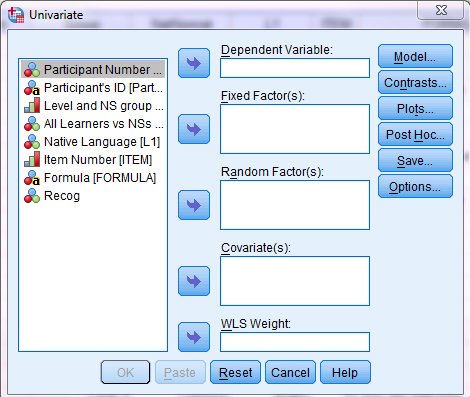 Univariate
Participant Number ...
Participant's ID [Part...
Level and NS group ...
All Learners vs NSs ...
Native Language [L1]
Item Number [ITEM]
Formula [FORMULA]
Recog
Dependent Variable:
Fixed Factor(s):
Random Factor(s):
Covariate(s):
WLS Weight:
Model...
Contrasts...
Plots...
Post Hoc...
Save...
Options...
OK
Paste
Reset
Cancel
Help